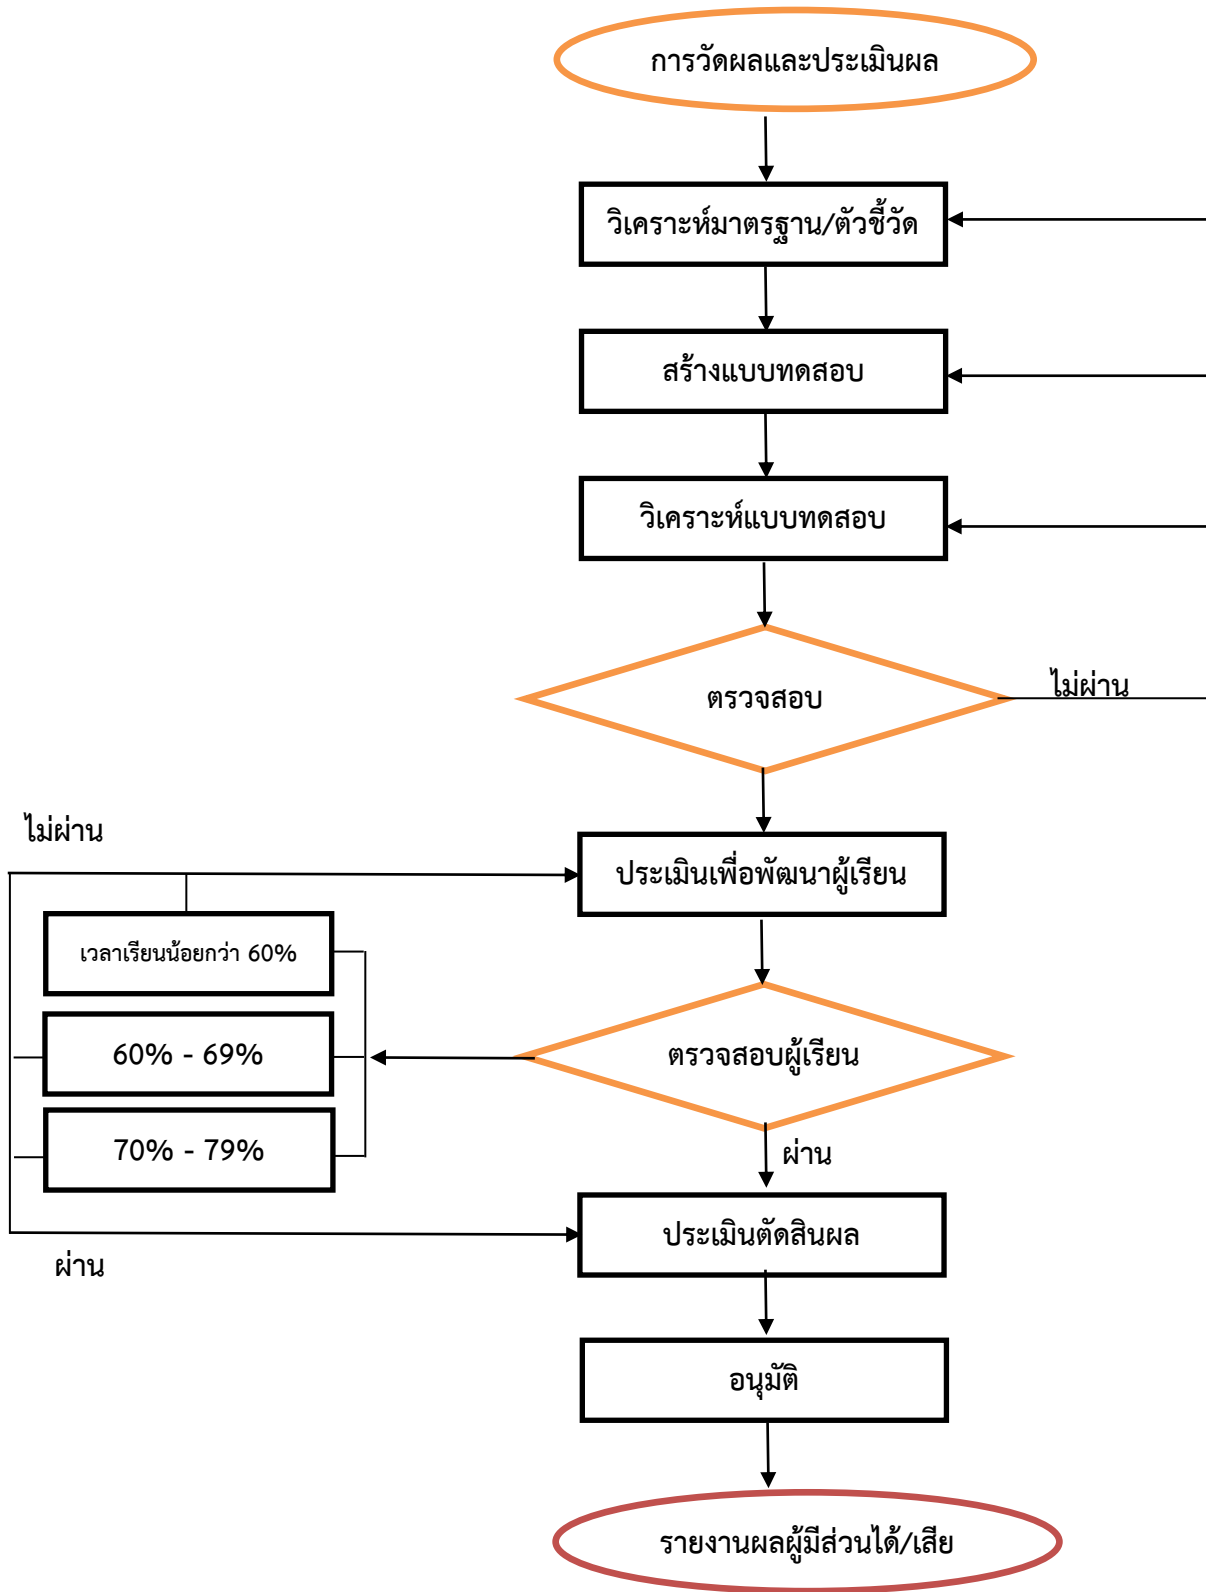 การวัดผลและประเมินผล
วิเคราะห์มาตรฐาน/ตัวชี้วัด
สร้างแบบทดสอบ
วิเคราะห์แบบทดสอบ
ตรวจสอบ
ไม่ผ่าน
ไม่ผ่าน
ประเมินเพื่อพัฒนาผู้เรียน
เวลาเรียนน้อยกว่า 60%
60% - 69%
ตรวจสอบผู้เรียน
70% - 79%
ผ่าน
ประเมินตัดสินผล
ผ่าน
อนุมัติ
รายงานผลผู้มีส่วนได้/เสีย